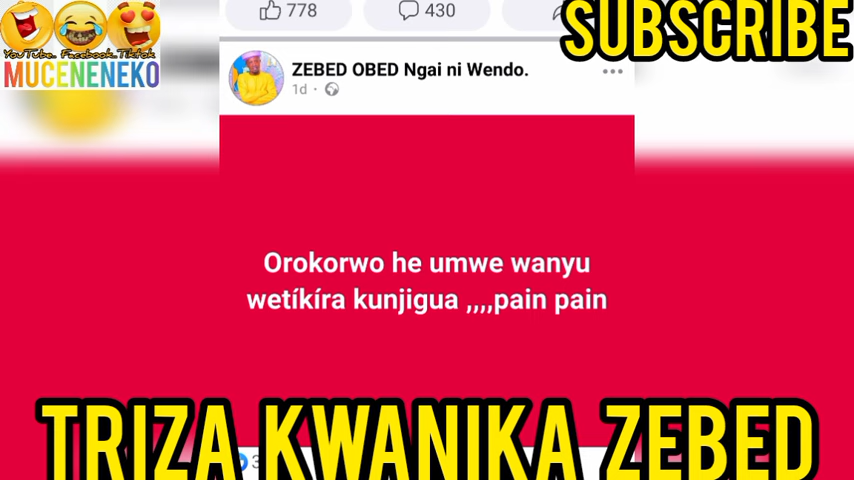 778
430
SUBSCRIBE
YouTube. Facebook. Tiktok
MUCENENEKO
ZEBED OBED Ngai ni Wendo.
1d
Orokorwo he umwe wanyu
wetíkíra kunjigua ,,,,pain pain
TRIZA KWANIKA ZEBED